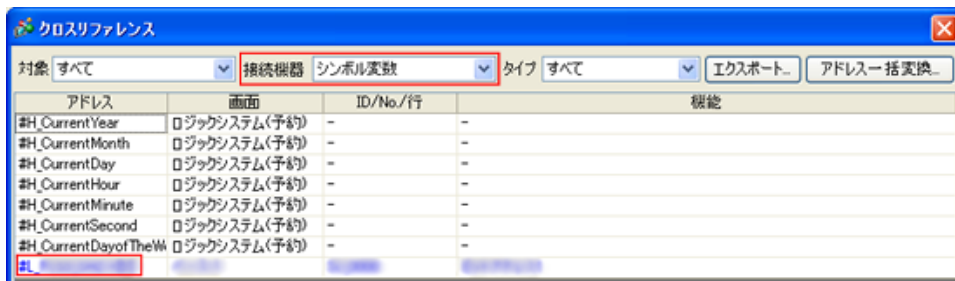 クロスリファレンス
対象 すべて 接続機器 シンボル変数 タイプ すべて エクスポート... アドレス一括変換...
アドレス 画面 ID/No./行 機能
#H_CurrentYear ロジックシステム(予約) - -
#H_CurrentMonth ロジックシステム(予約) - -
#H_CurrentDay ロジックシステム(予約) - -
#H_CurrentHour ロジックシステム(予約) - -
#H_CurrentMinute ロジックシステム(予約) - -
#H_CurrentSecond ロジックシステム(予約) - -
#H_CurrentDayofTheW ロジックシステム(予約) - -
#L_